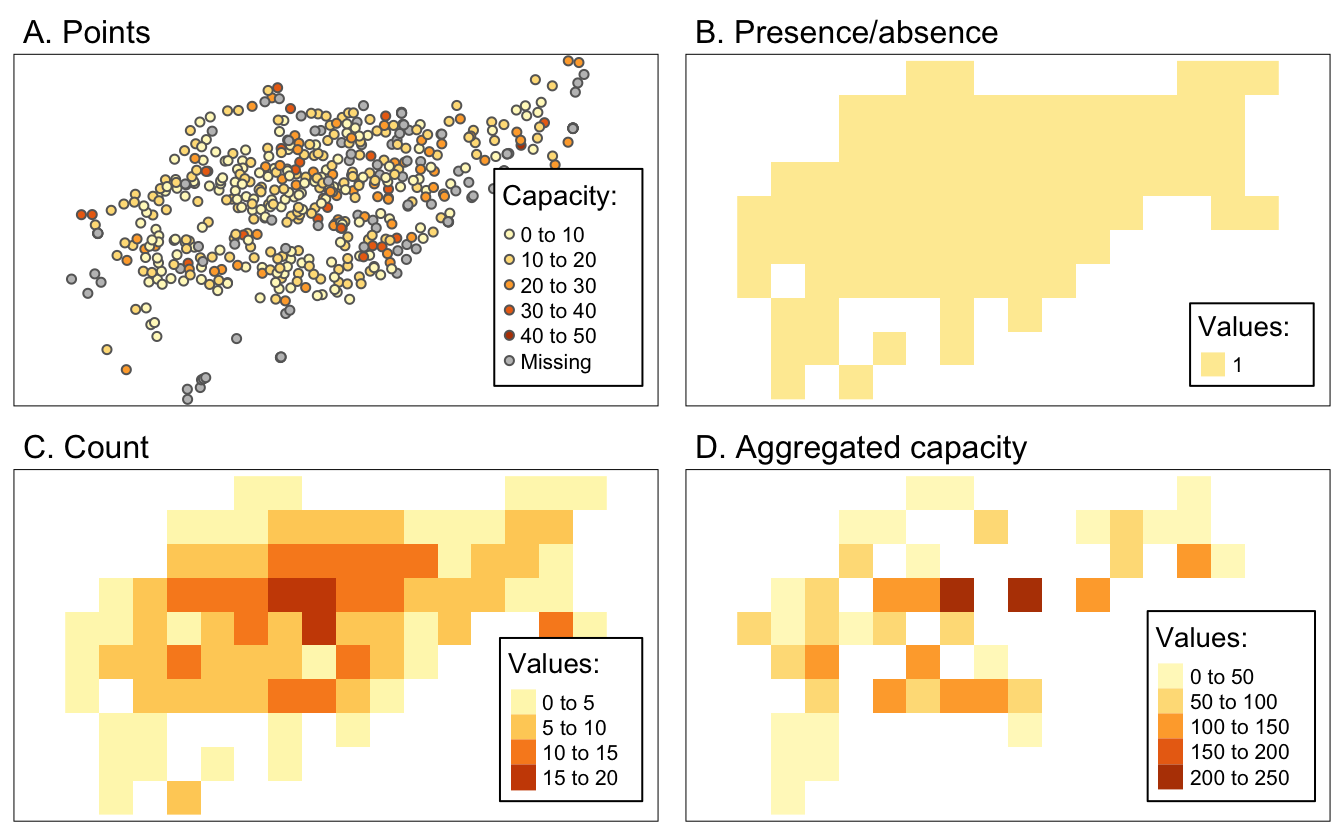 A. Points
Capacity:
0 to 10
10 to 20
20 to 30
30 to 40
40 to 50
Missing
B. Presence/absence
Values:
1
C. Count
Values:
0 to 5
5 to 10
10 to 15
15 to 20
D. Aggregated capacity
Values:
0 to 50
50 to 100
100 to 150
150 to 200
200 to 250